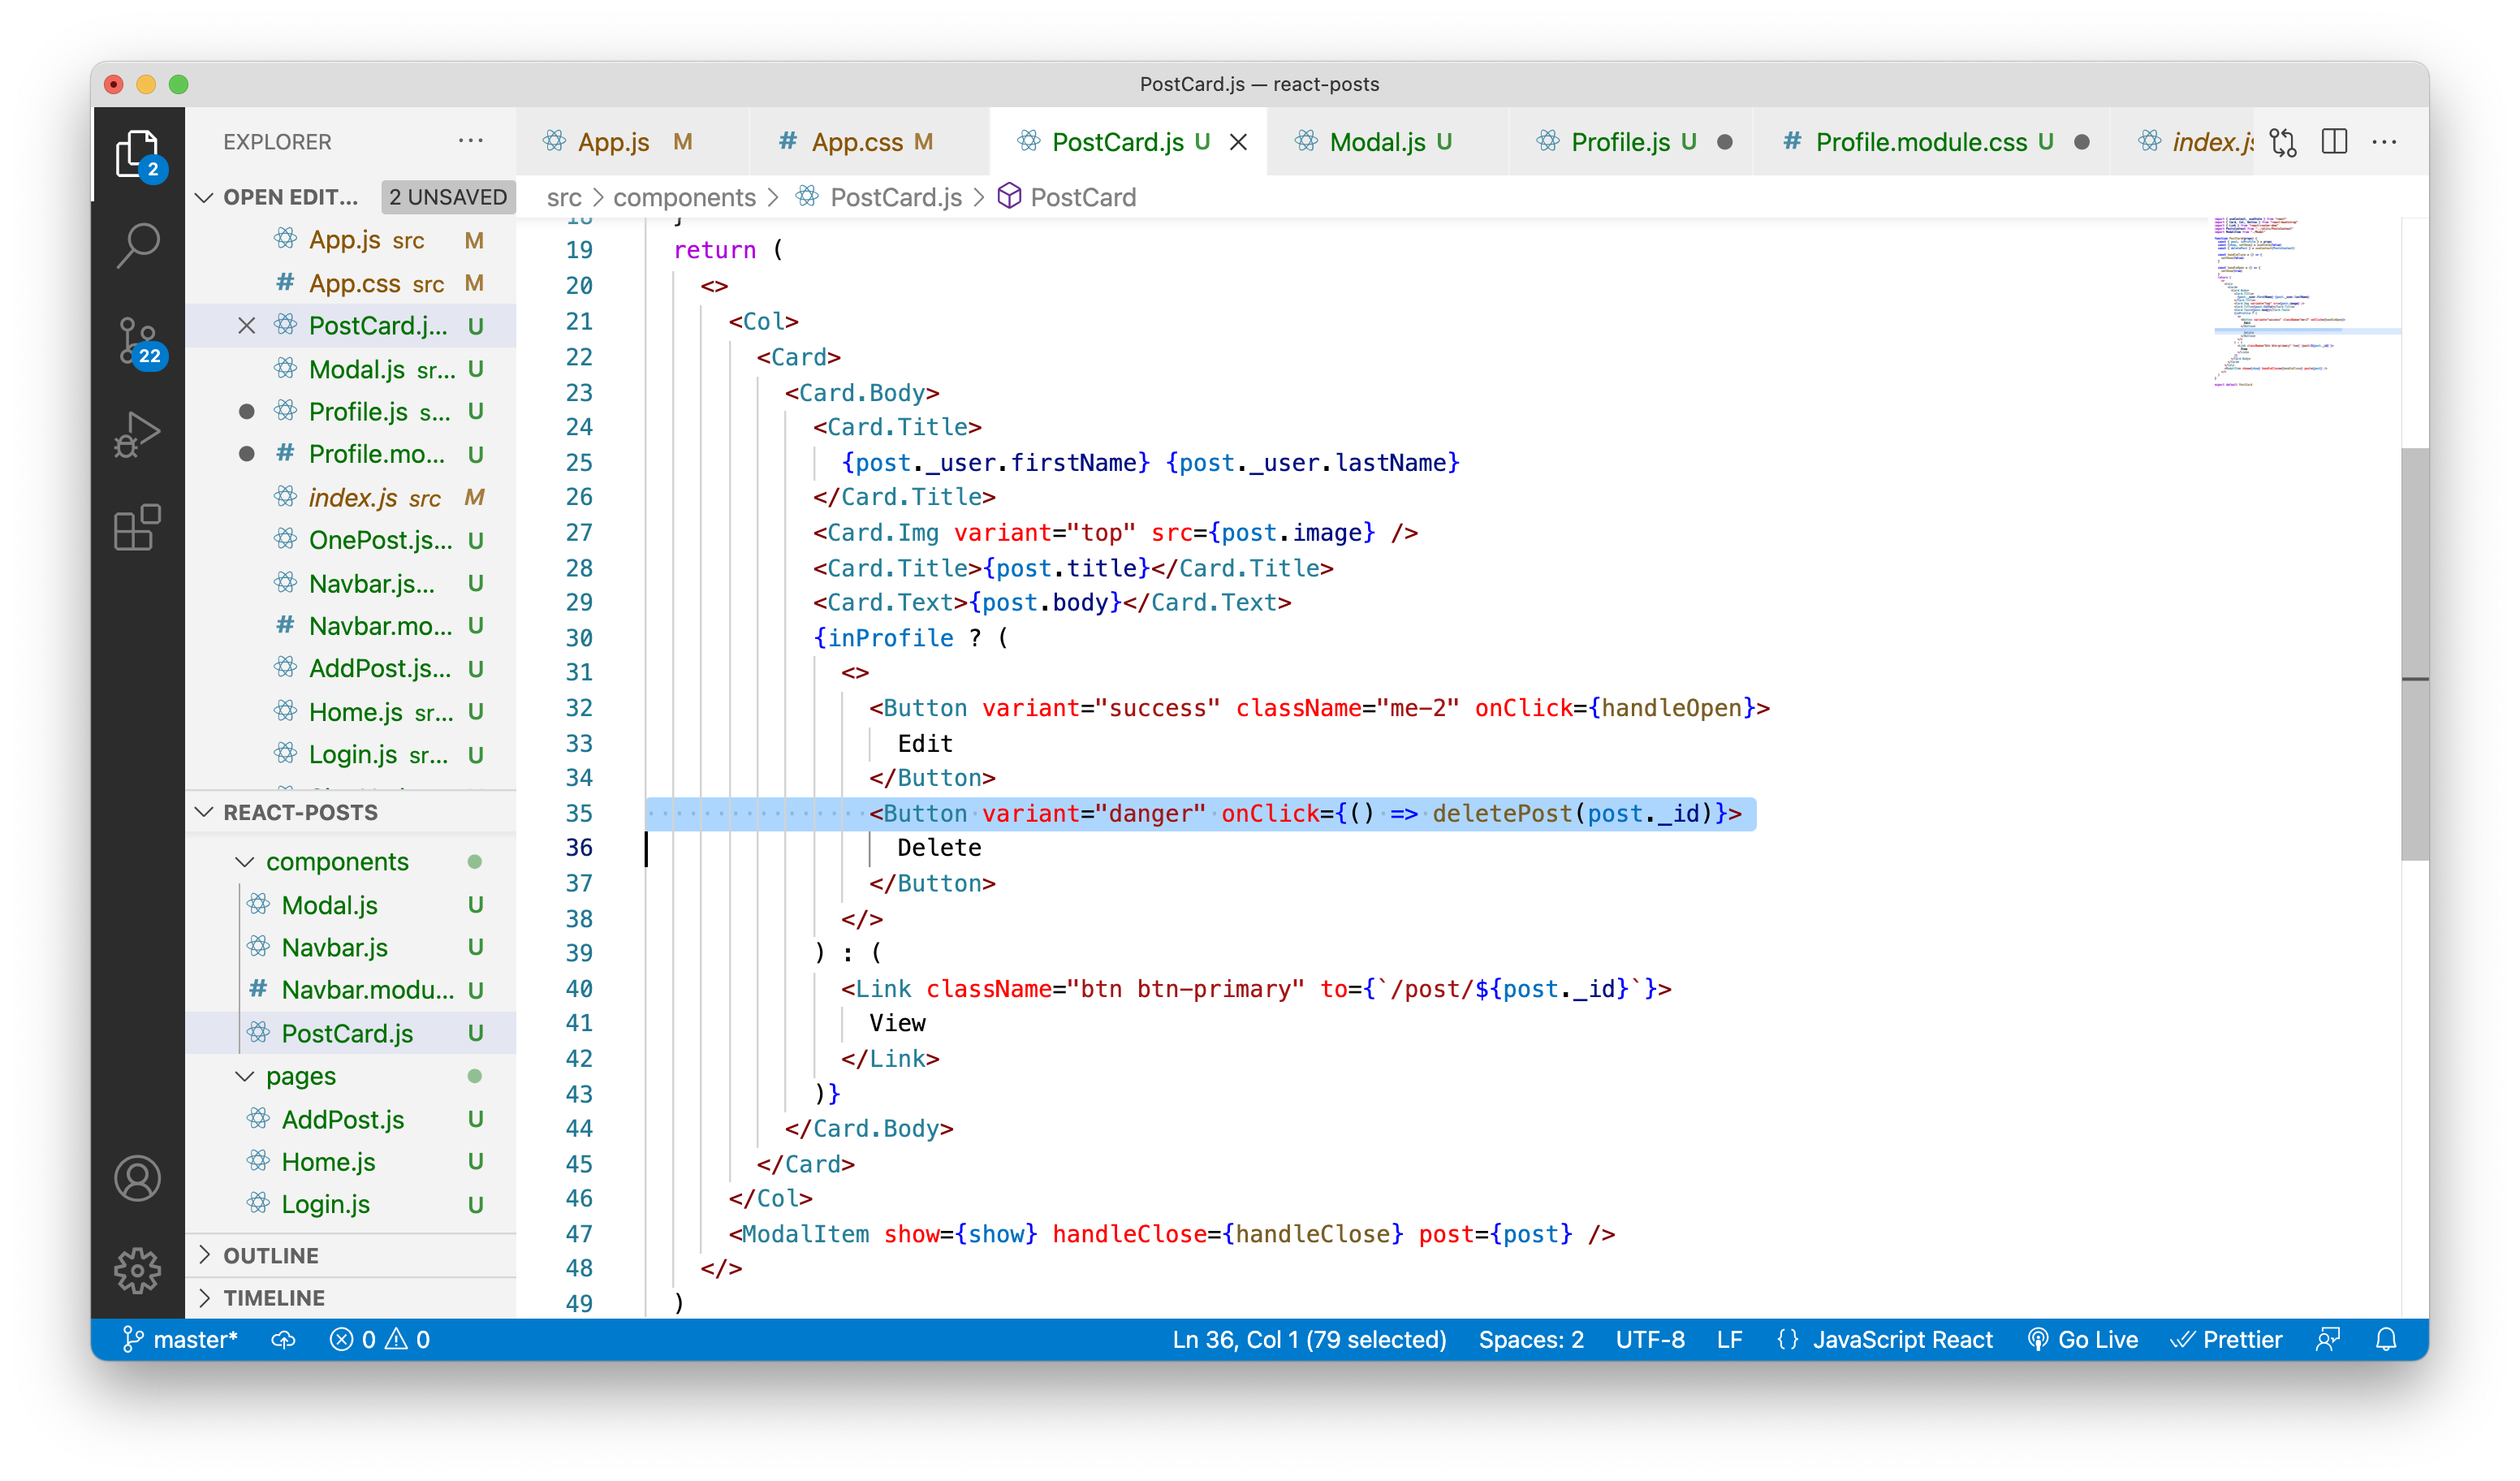 PostCard.js — react-posts
EXPLORER
App.js M
App.css M
PostCard.js U
Modal.js U
Profile.js U
Profile.module.css U
2
OPEN EDIT... 2 UNSAVED
src > components > PostCard.js > PostCard
App.js src M
App.css src M
PostCard.j... U
Modal.js sr... U
Profile.js s... U
Profile.mo... U
index.js src M
OnePost.js... U
Navbar.js... U
Navbar.mo... U
AddPost.js... U
Home.js sr... U
Login.js sr... U
22
REACT-POSTS
components
Modal.js U
Navbar.js U
Navbar.modu... U
PostCard.js U
pages
AddPost.js U
Home.js U
Login.js U
OUTLINE
TIMELINE
19 return (
20 <>
21 <Col>
22 <Card>
23 <Card.Body>
24 <Card.Title>
25 {post._user.firstName} {post._user.lastName}
26 </Card.Title>
27 <Card.Img variant="top" src={post.image} />
28 <Card.Title>{post.title}</Card.Title>
29 <Card.Text>{post.body}</Card.Text>
30 {inProfile ? (
31 <>
32 <Button variant="success" className="me-2" onClick={handleOpen}>
33 Edit
34 </Button>
35 <Button variant="danger" onClick={() => deletePost(post._id)}>
36 Delete
37 </Button>
38 </>
39 ) : (
40 <Link className="btn btn-primary" to={`/post/${post._id}`}>
41 View
42 </Link>
43 )}
44 </Card.Body>
45 </Card>
46 </Col>
47 <ModalItem show={show} handleClose={handleClose} post={post} />
48 </>
49 )
master* 0 0
Ln 36, Col 1 (79 selected) Spaces: 2 UTF-8 LF {} JavaScript React Go Live Prettier